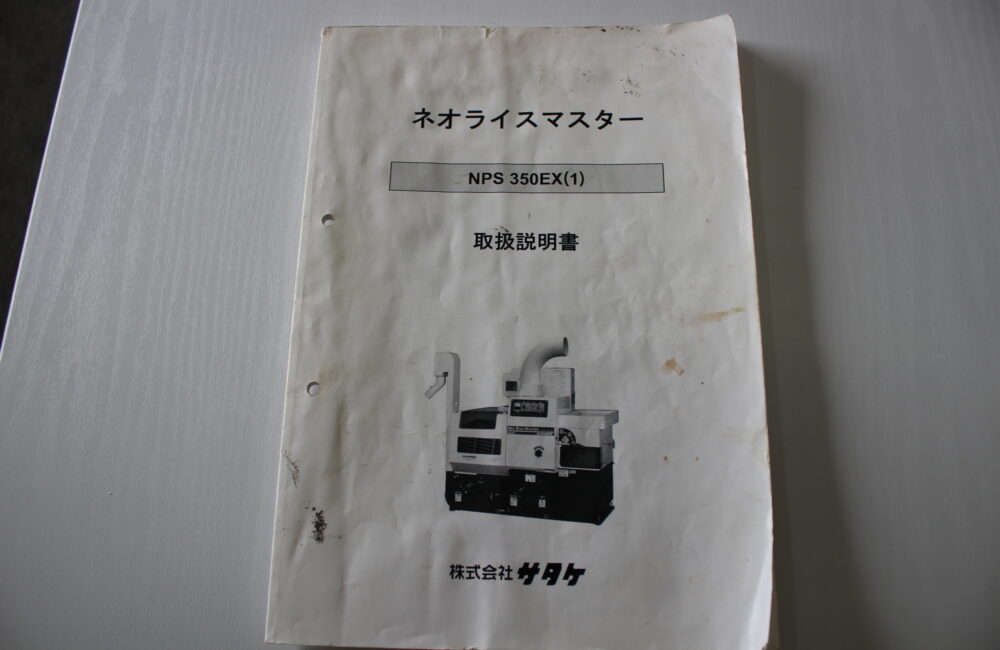 ネオライスマスター
NPS 350EX(1)
取扱説明書
株式会社サタケ